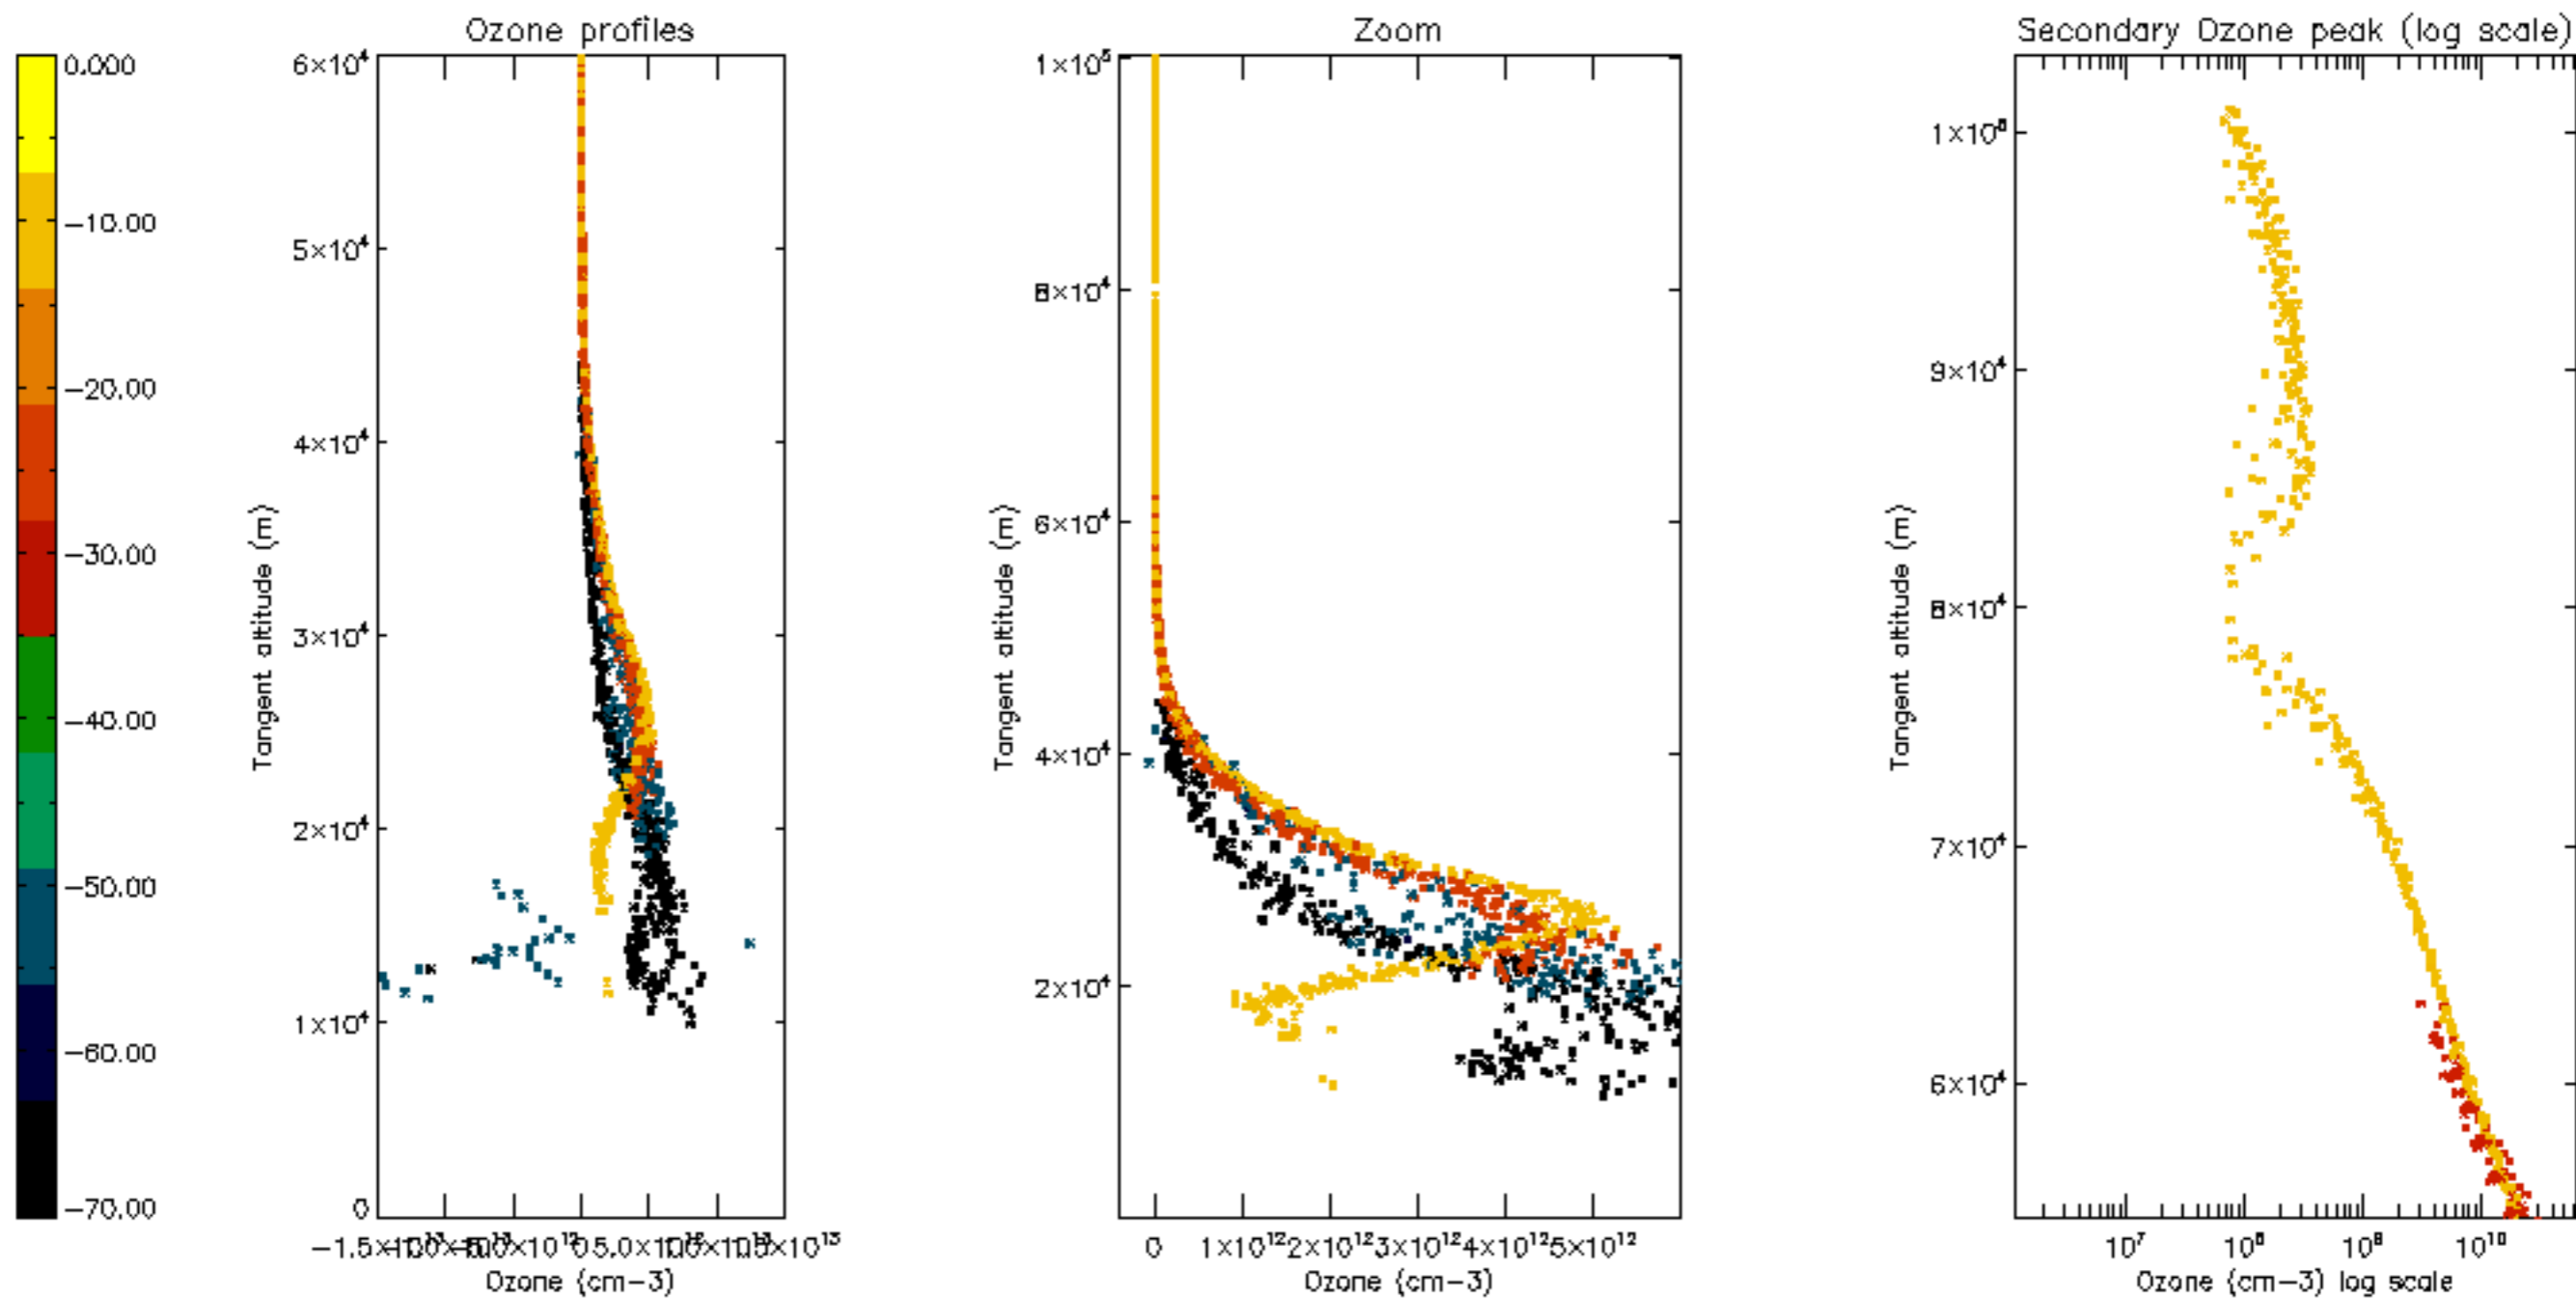 Ozone profiles
Zoom
Secondary Ozone peak (log scale)
0.000
-10.00
-20.00
-30.00
-40.00
-50.00
-60.00
-70.00
6×10⁴
5×10⁴
4×10⁴
3×10⁴
2×10⁴
1×10⁴
0
Tangent altitude (m)
Ozone (cm-3)
1×10⁵
8×10⁴
6×10⁴
4×10⁴
2×10⁴
Tangent altitude (m)
0 1×10¹² 2×10¹² 3×10¹² 4×10¹² 5×10¹²
Ozone (cm-3)
9×10⁴
8×10⁴
7×10⁴
6×10⁴
Tangent altitude (m)
10⁷ 10⁸ 10⁹ 10¹⁰
Ozone (cm-3) log scale